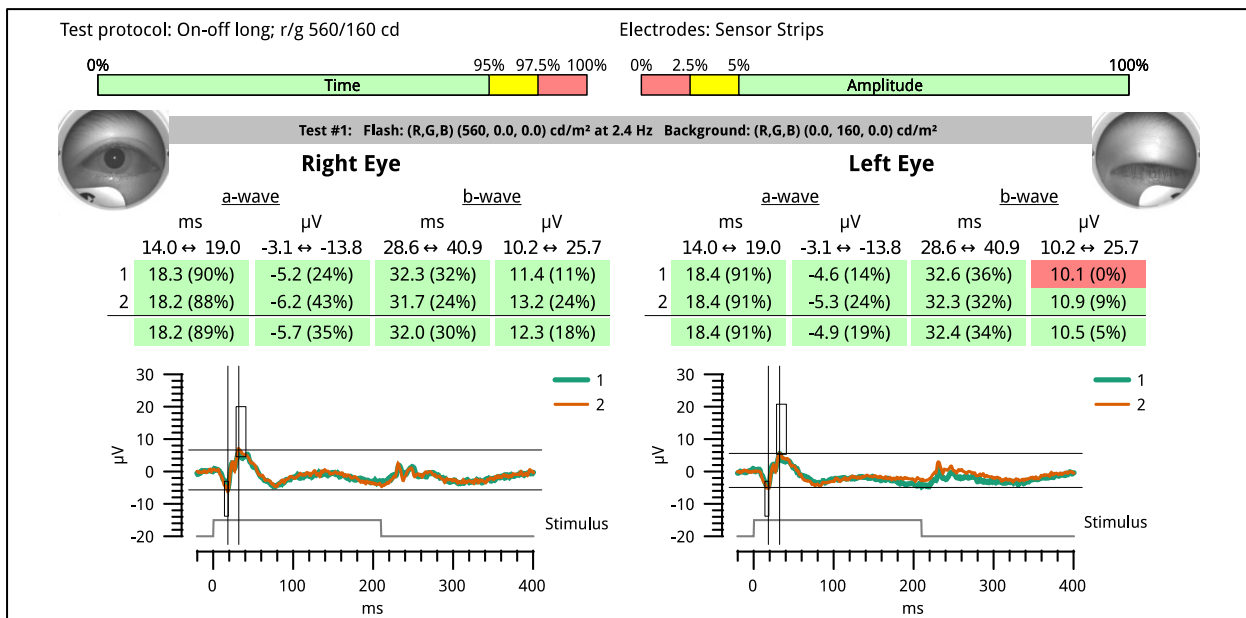 Test protocol: On-off long; r/g 560/160 cd Electrodes: Sensor Strips
0% 95% 97.5% 100% 0% 2.5% 5% 100%
Time Amplitude
Test #1: Flash: (R,G,B) (560, 0.0, 0.0) cd/m² at 2.4 Hz Background: (R,G,B) (0.0, 160, 0.0) cd/m²
Right Eye Left Eye
a-wave b-wave a-wave b-wave
ms µV ms µV ms µV ms µV
14.0 ↔ 19.0 -3.1 ↔ -13.8 28.6 ↔ 40.9 10.2 ↔ 25.7 14.0 ↔ 19.0 -3.1 ↔ -13.8 28.6 ↔ 40.9 10.2 ↔ 25.7
1 18.3 (90%) -5.2 (24%) 32.3 (32%) 11.4 (11%) 1 18.4 (91%) -4.6 (14%) 32.6 (36%) 10.1 (0%)
2 18.2 (88%) -6.2 (43%) 31.7 (24%) 13.2 (24%) 2 18.4 (91%) -5.3 (24%) 32.3 (32%) 10.9 (9%)
18.2 (89%) -5.7 (35%) 32.0 (30%) 12.3 (18%) 18.4 (91%) -4.9 (19%) 32.4 (34%) 10.5 (5%)
30 1 30 1
20 2 20 2
10 10
µV µV
0 0
-10 -10
Stimulus Stimulus
-20 -20
0 100 200 300 400 0 100 200 300 400
ms ms